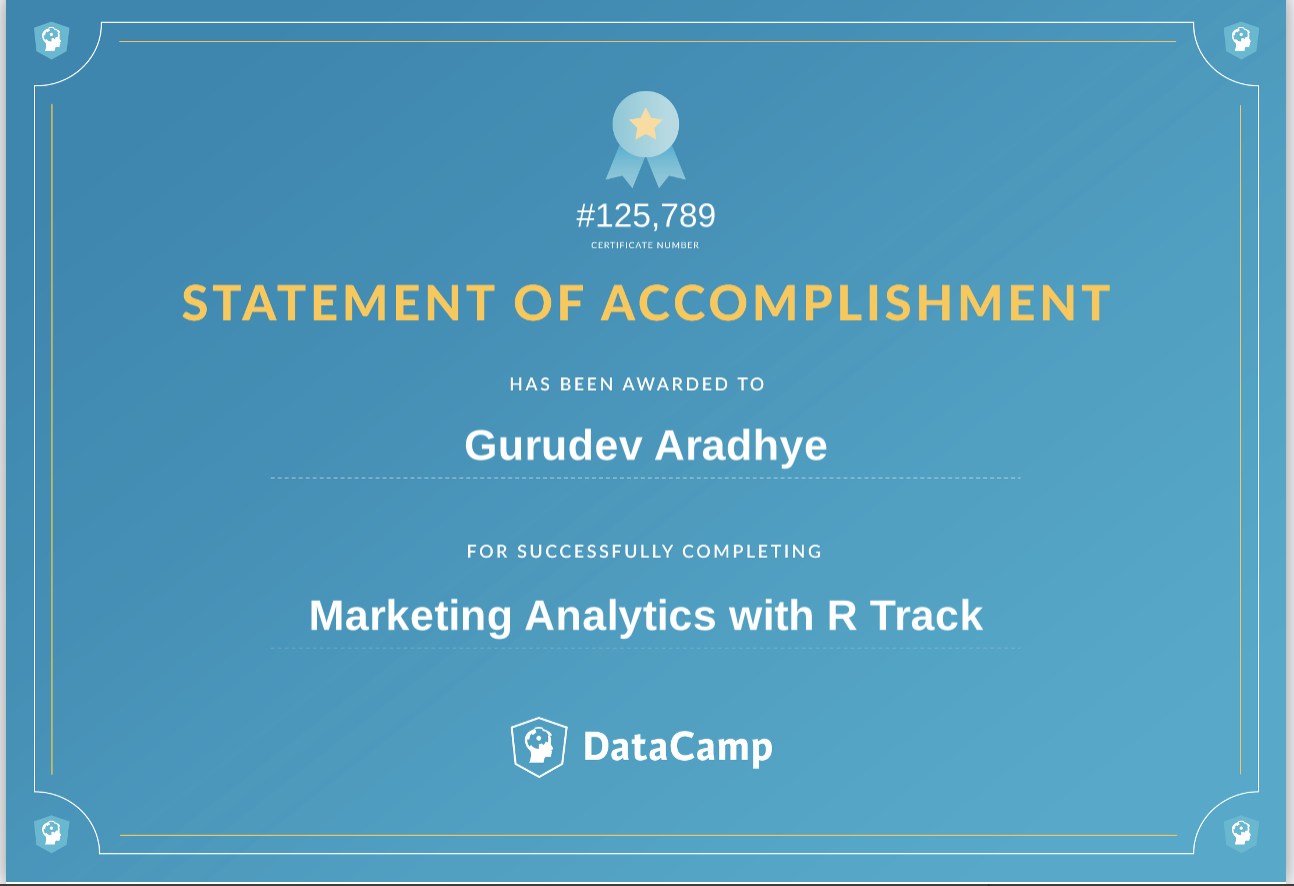 #125,789
CERTIFICATE NUMBER
STATEMENT OF ACCOMPLISHMENT
HAS BEEN AWARDED TO
Gurudev Aradhye
FOR SUCCESSFULLY COMPLETING
Marketing Analytics with R Track
DataCamp